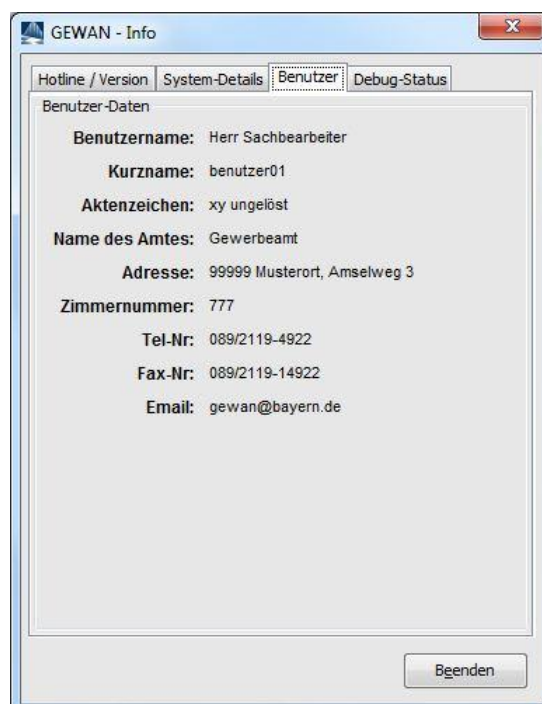 GEWAN - Info
Hotline / Version System-Details Benutzer Debug-Status
Benutzer-Daten
Benutzername: Herr Sachbearbeiter
Kurzname: benutzer01
Aktenzeichen: xy ungelöst
Name des Amtes: Gewerbeamt
Adresse: 99999 Musterort, Amselweg 3
Zimmernummer: 777
Tel-Nr: 089/2119-4922
Fax-Nr: 089/2119-14922
Email: gewan@bayern.de
Beenden